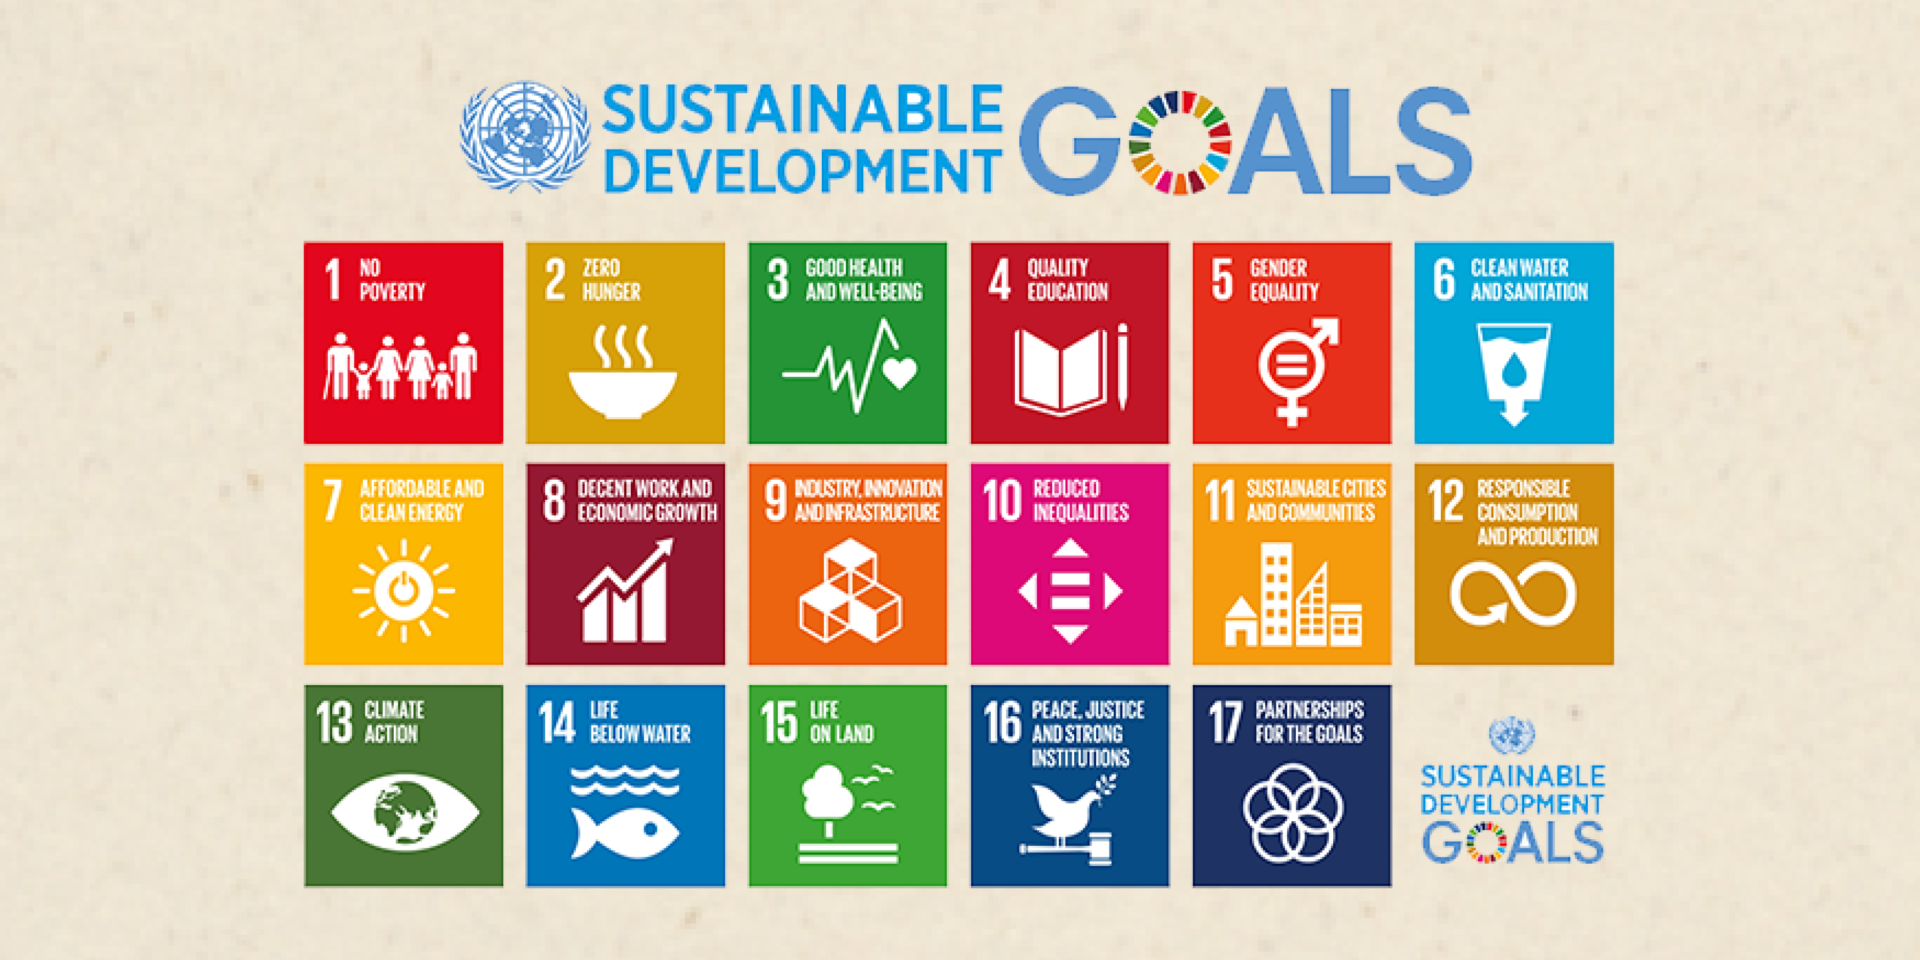 SUSTAINABLE
DEVELOPMENT
GOALS
1 NO
POVERTY
2 ZERO
HUNGER
3 GOOD HEALTH
AND WELL-BEING
4 QUALITY
EDUCATION
5 GENDER
EQUALITY
6 CLEAN WATER
AND SANITATION
7 AFFORDABLE AND
CLEAN ENERGY
8 DECENT WORK AND
ECONOMIC GROWTH
9 INDUSTRY, INNOVATION
AND INFRASTRUCTURE
10 REDUCED
INEQUALITIES
11 SUSTAINABLE CITIES
AND COMMUNITIES
12 RESPONSIBLE
CONSUMPTION
AND PRODUCTION
13 CLIMATE
ACTION
14 LIFE
BELOW WATER
15 LIFE
ON LAND
16 PEACE, JUSTICE
AND STRONG
INSTITUTIONS
17 PARTNERSHIPS
FOR THE GOALS
SUSTAINABLE
DEVELOPMENT
GOALS